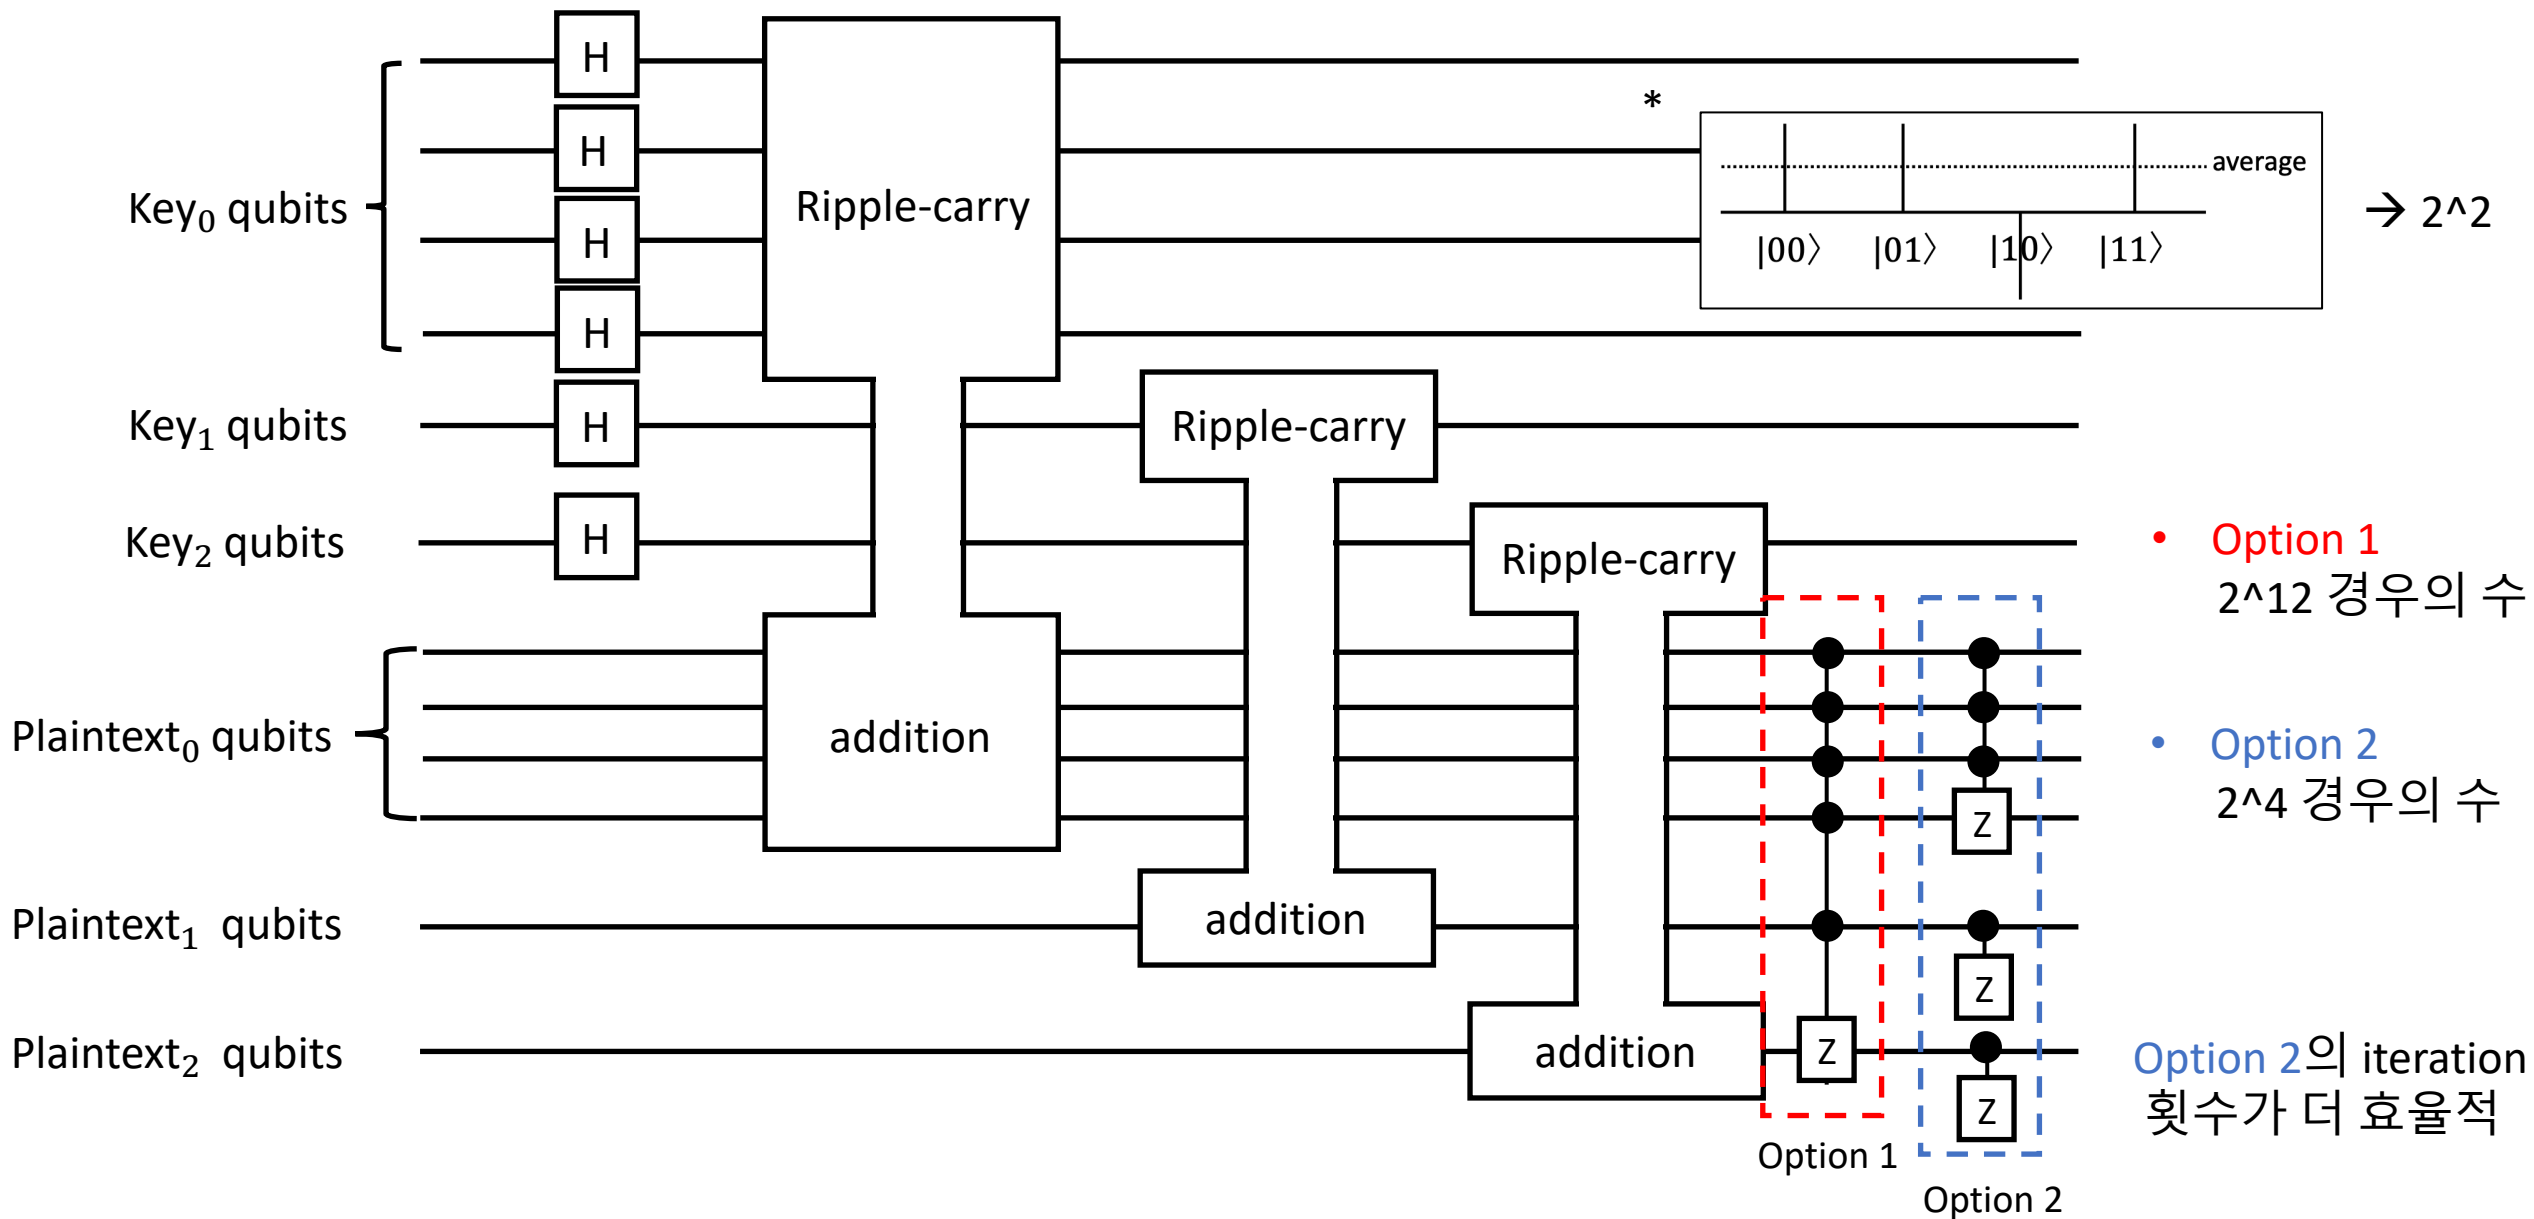 H
*
H
average
Key₀ qubits
Ripple-carry
→ 2^2
H
|00⟩ |01⟩ |10⟩ |11⟩
H
Key₁ qubits
H
Ripple-carry
Key₂ qubits
H
Ripple-carry
• Option 1
2^12 경우의 수
Plaintext₀ qubits
addition
• Option 2
2^4 경우의 수
Z
Plaintext₁ qubits
addition
Z
Plaintext₂ qubits
addition
Z
Z
Option 2의 iteration
횟수가 더 효율적
Option 1
Option 2